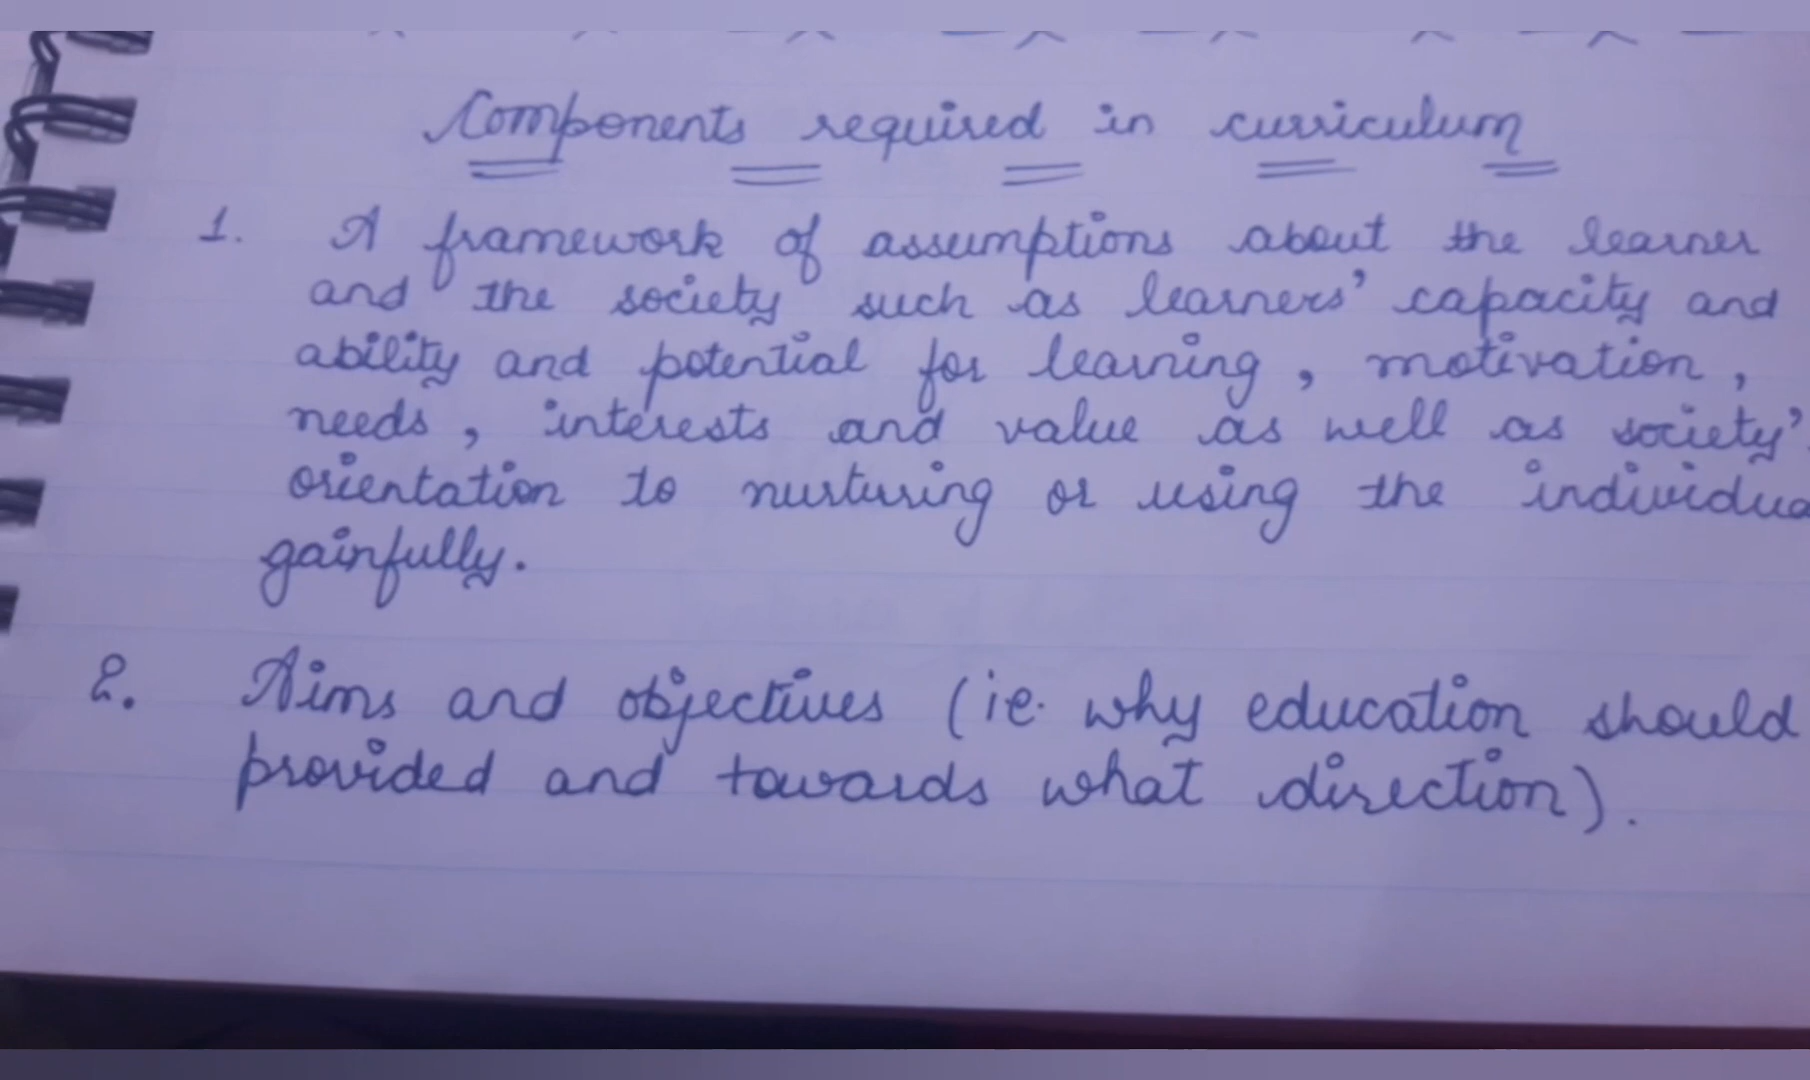 Components required in curriculum
1. A framework of assumptions about the learner
and the society such as learners' capacity and
ability and potential for learning, motivation,
needs, interests and value as well as society'
orientation to nurturing or using the individua
gainfully.
2. Aims and objectives (ie. why education should
provided and towards what direction).